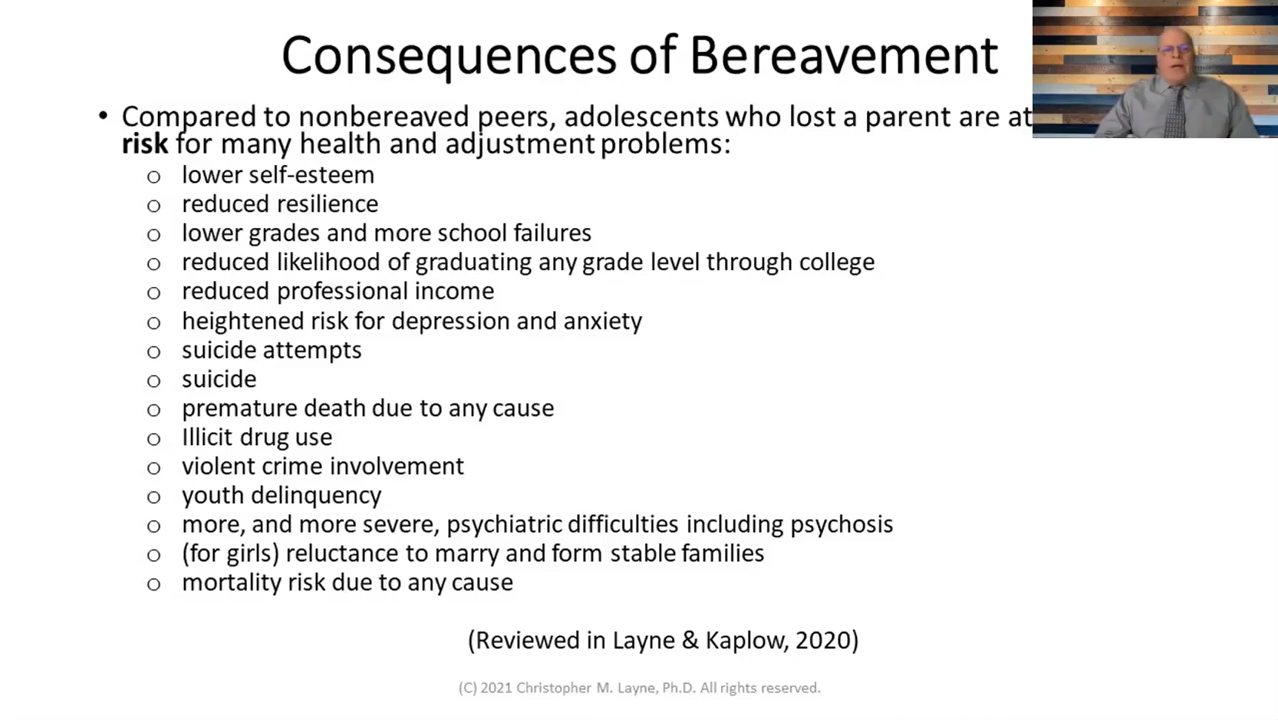 Consequences of Bereavement
• Compared to nonbereaved peers, adolescents who lost a parent are at
risk for many health and adjustment problems:
o lower self-esteem
o reduced resilience
o lower grades and more school failures
o reduced likelihood of graduating any grade level through college
o reduced professional income
o heightened risk for depression and anxiety
o suicide attempts
o suicide
o premature death due to any cause
o Illicit drug use
o violent crime involvement
o youth delinquency
o more, and more severe, psychiatric difficulties including psychosis
o (for girls) reluctance to marry and form stable families
o mortality risk due to any cause
(Reviewed in Layne & Kaplow, 2020)
(C) 2021 Christopher M. Layne, Ph.D. All rights reserved.